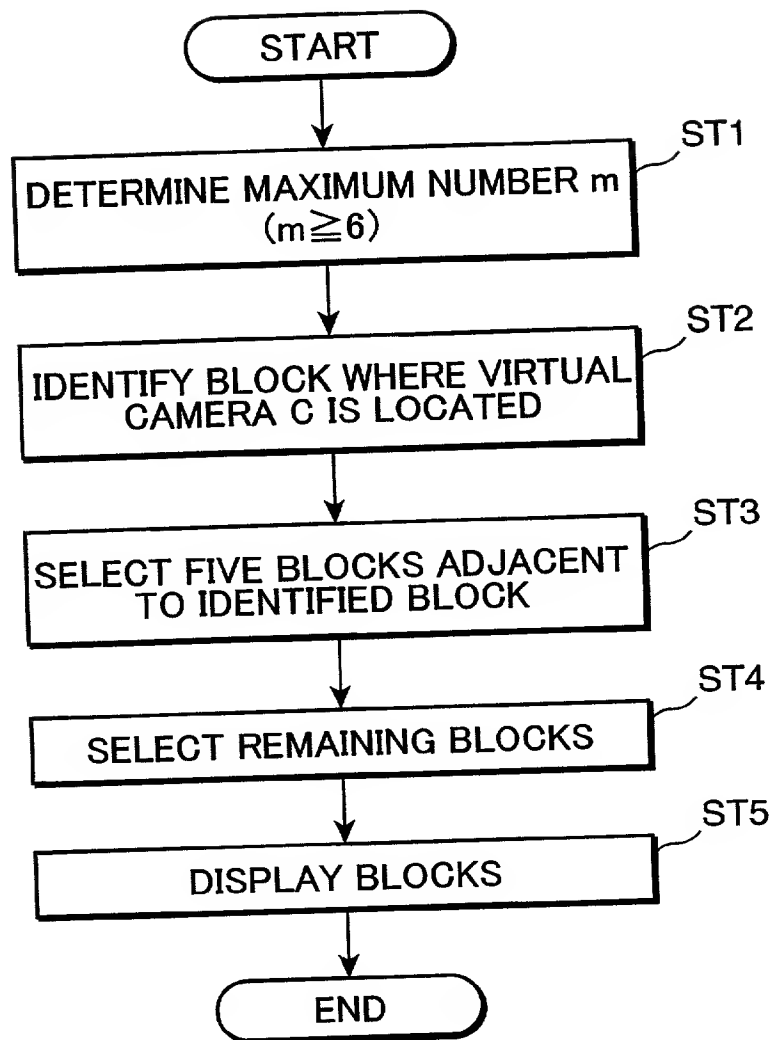 START
ST1
DETERMINE MAXIMUM NUMBER m
(m≧6)
ST2
IDENTIFY BLOCK WHERE VIRTUAL
CAMERA C IS LOCATED
ST3
SELECT FIVE BLOCKS ADJACENT
TO IDENTIFIED BLOCK
ST4
SELECT REMAINING BLOCKS
ST5
DISPLAY BLOCKS
END